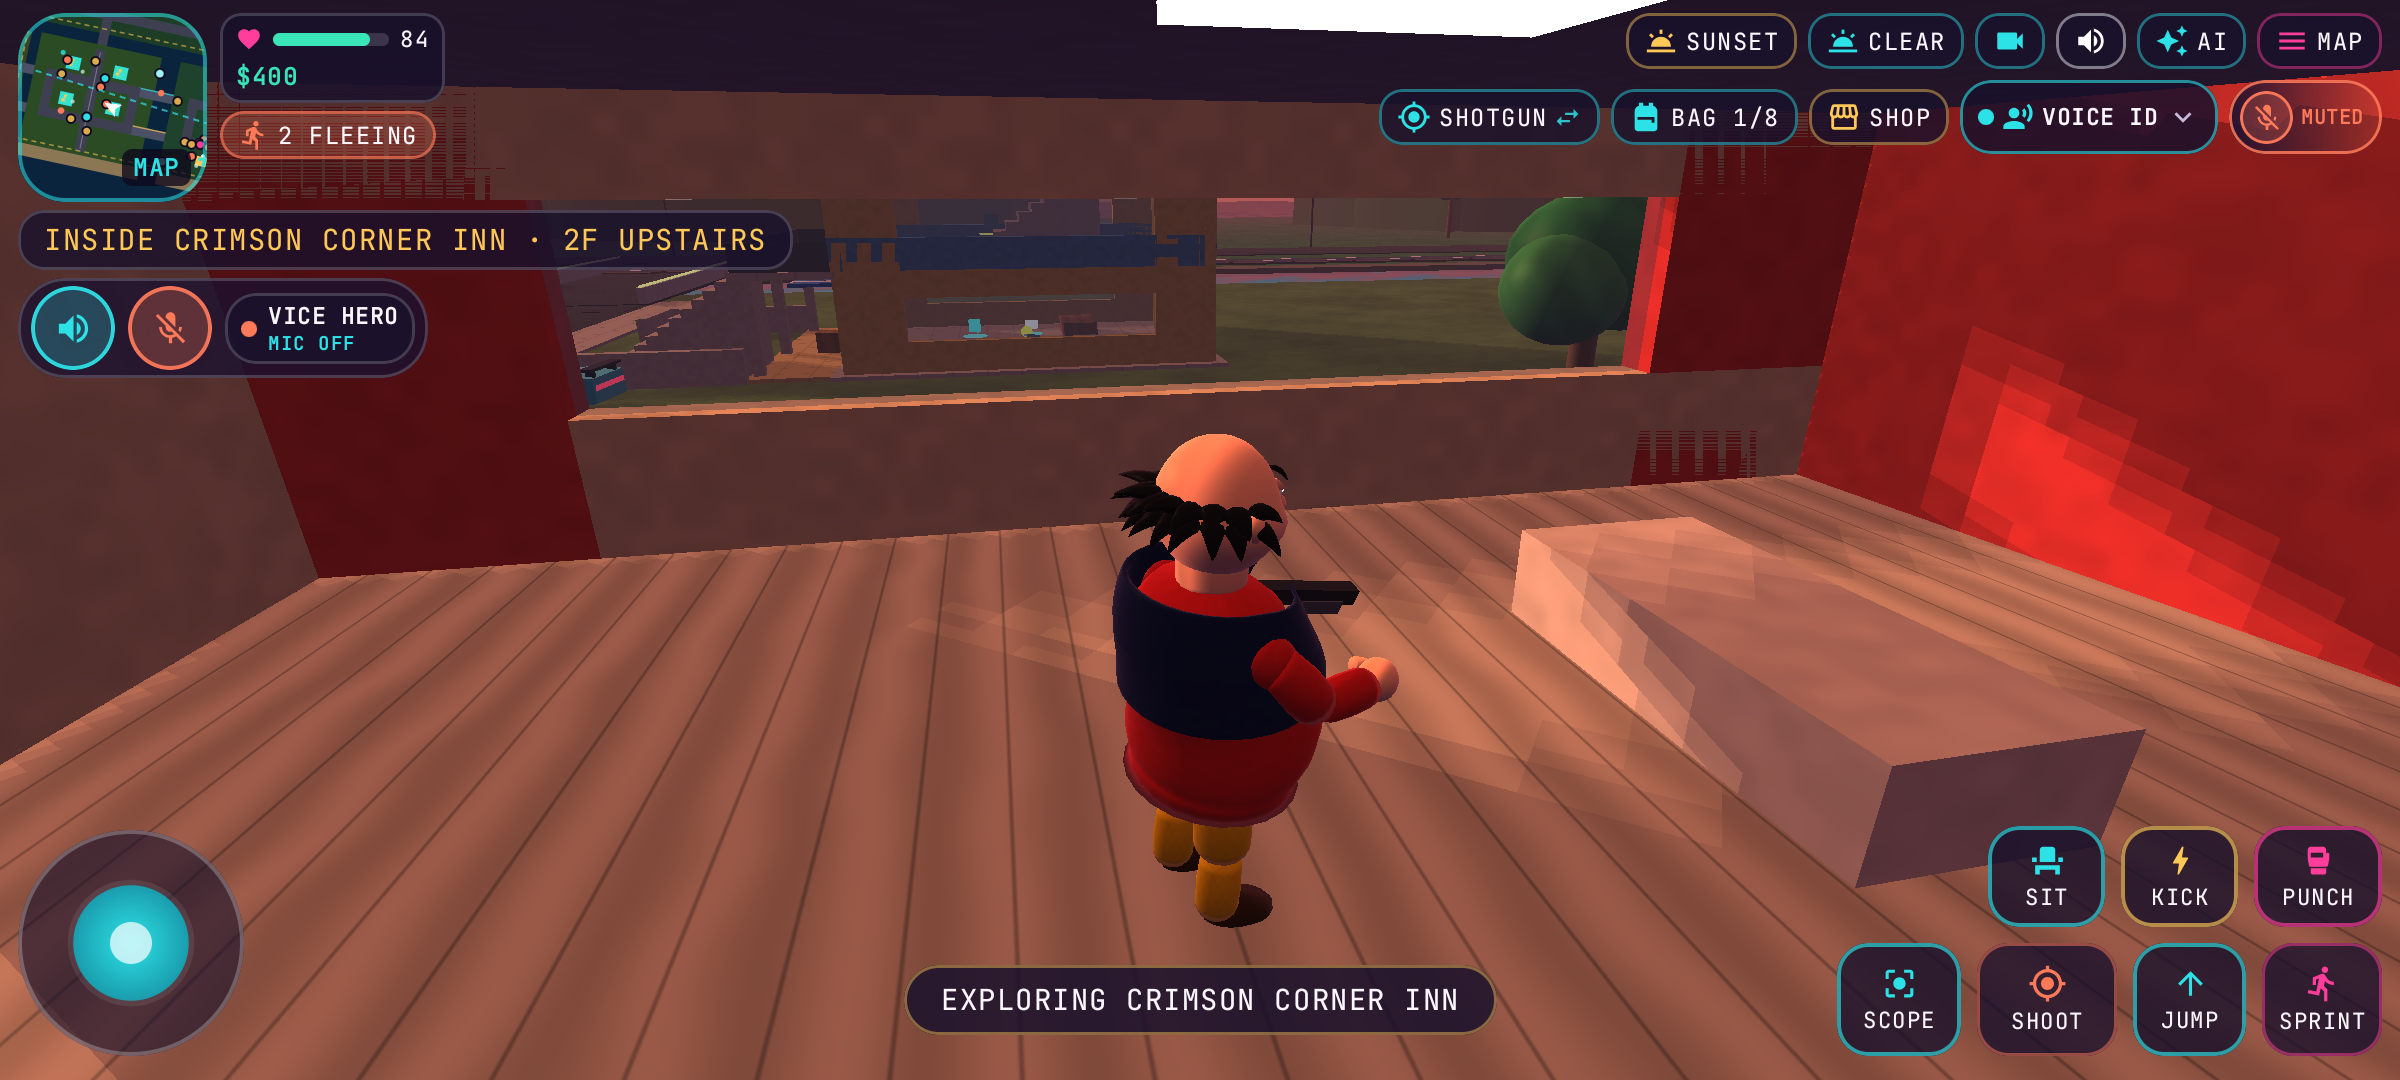 84
$400
2 FLEEING
MAP
SUNSET
CLEAR
AI
MAP
SHOTGUN
BAG 1/8
SHOP
VOICE ID
MUTED
INSIDE CRIMSON CORNER INN · 2F UPSTAIRS
VICE HERO
MIC OFF
EXPLORING CRIMSON CORNER INN
SIT
KICK
PUNCH
SCOPE
SHOOT
JUMP
SPRINT